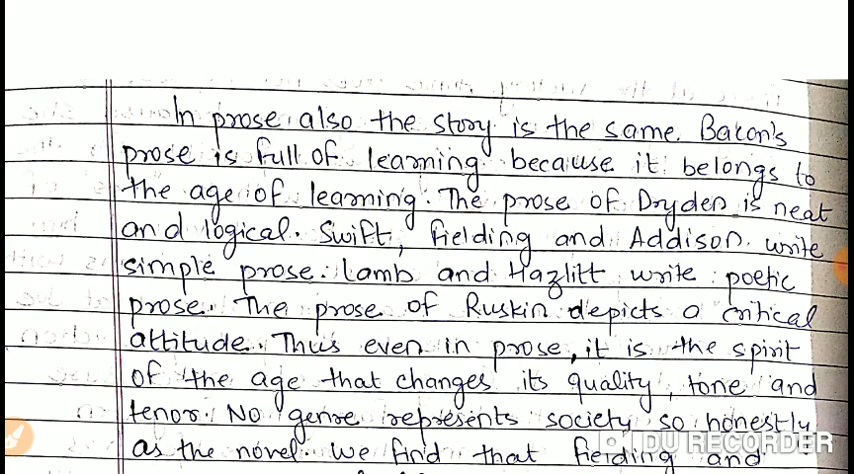 In prose also the story is the same. Bacon's
prose is full of learning because it belongs to
the age of learning. The prose of Dryden is neat
and logical. Swift, fielding and Addison write
simple prose. Lamb and Hazlitt write poetic
prose. The prose of Ruskin depicts a critical
attitude. Thus even in prose, it is the spirit
of the age that changes its quality, tone and
tenor. No genre represents society so honestly
as the novel. We find that fielding and
DU RECORDER